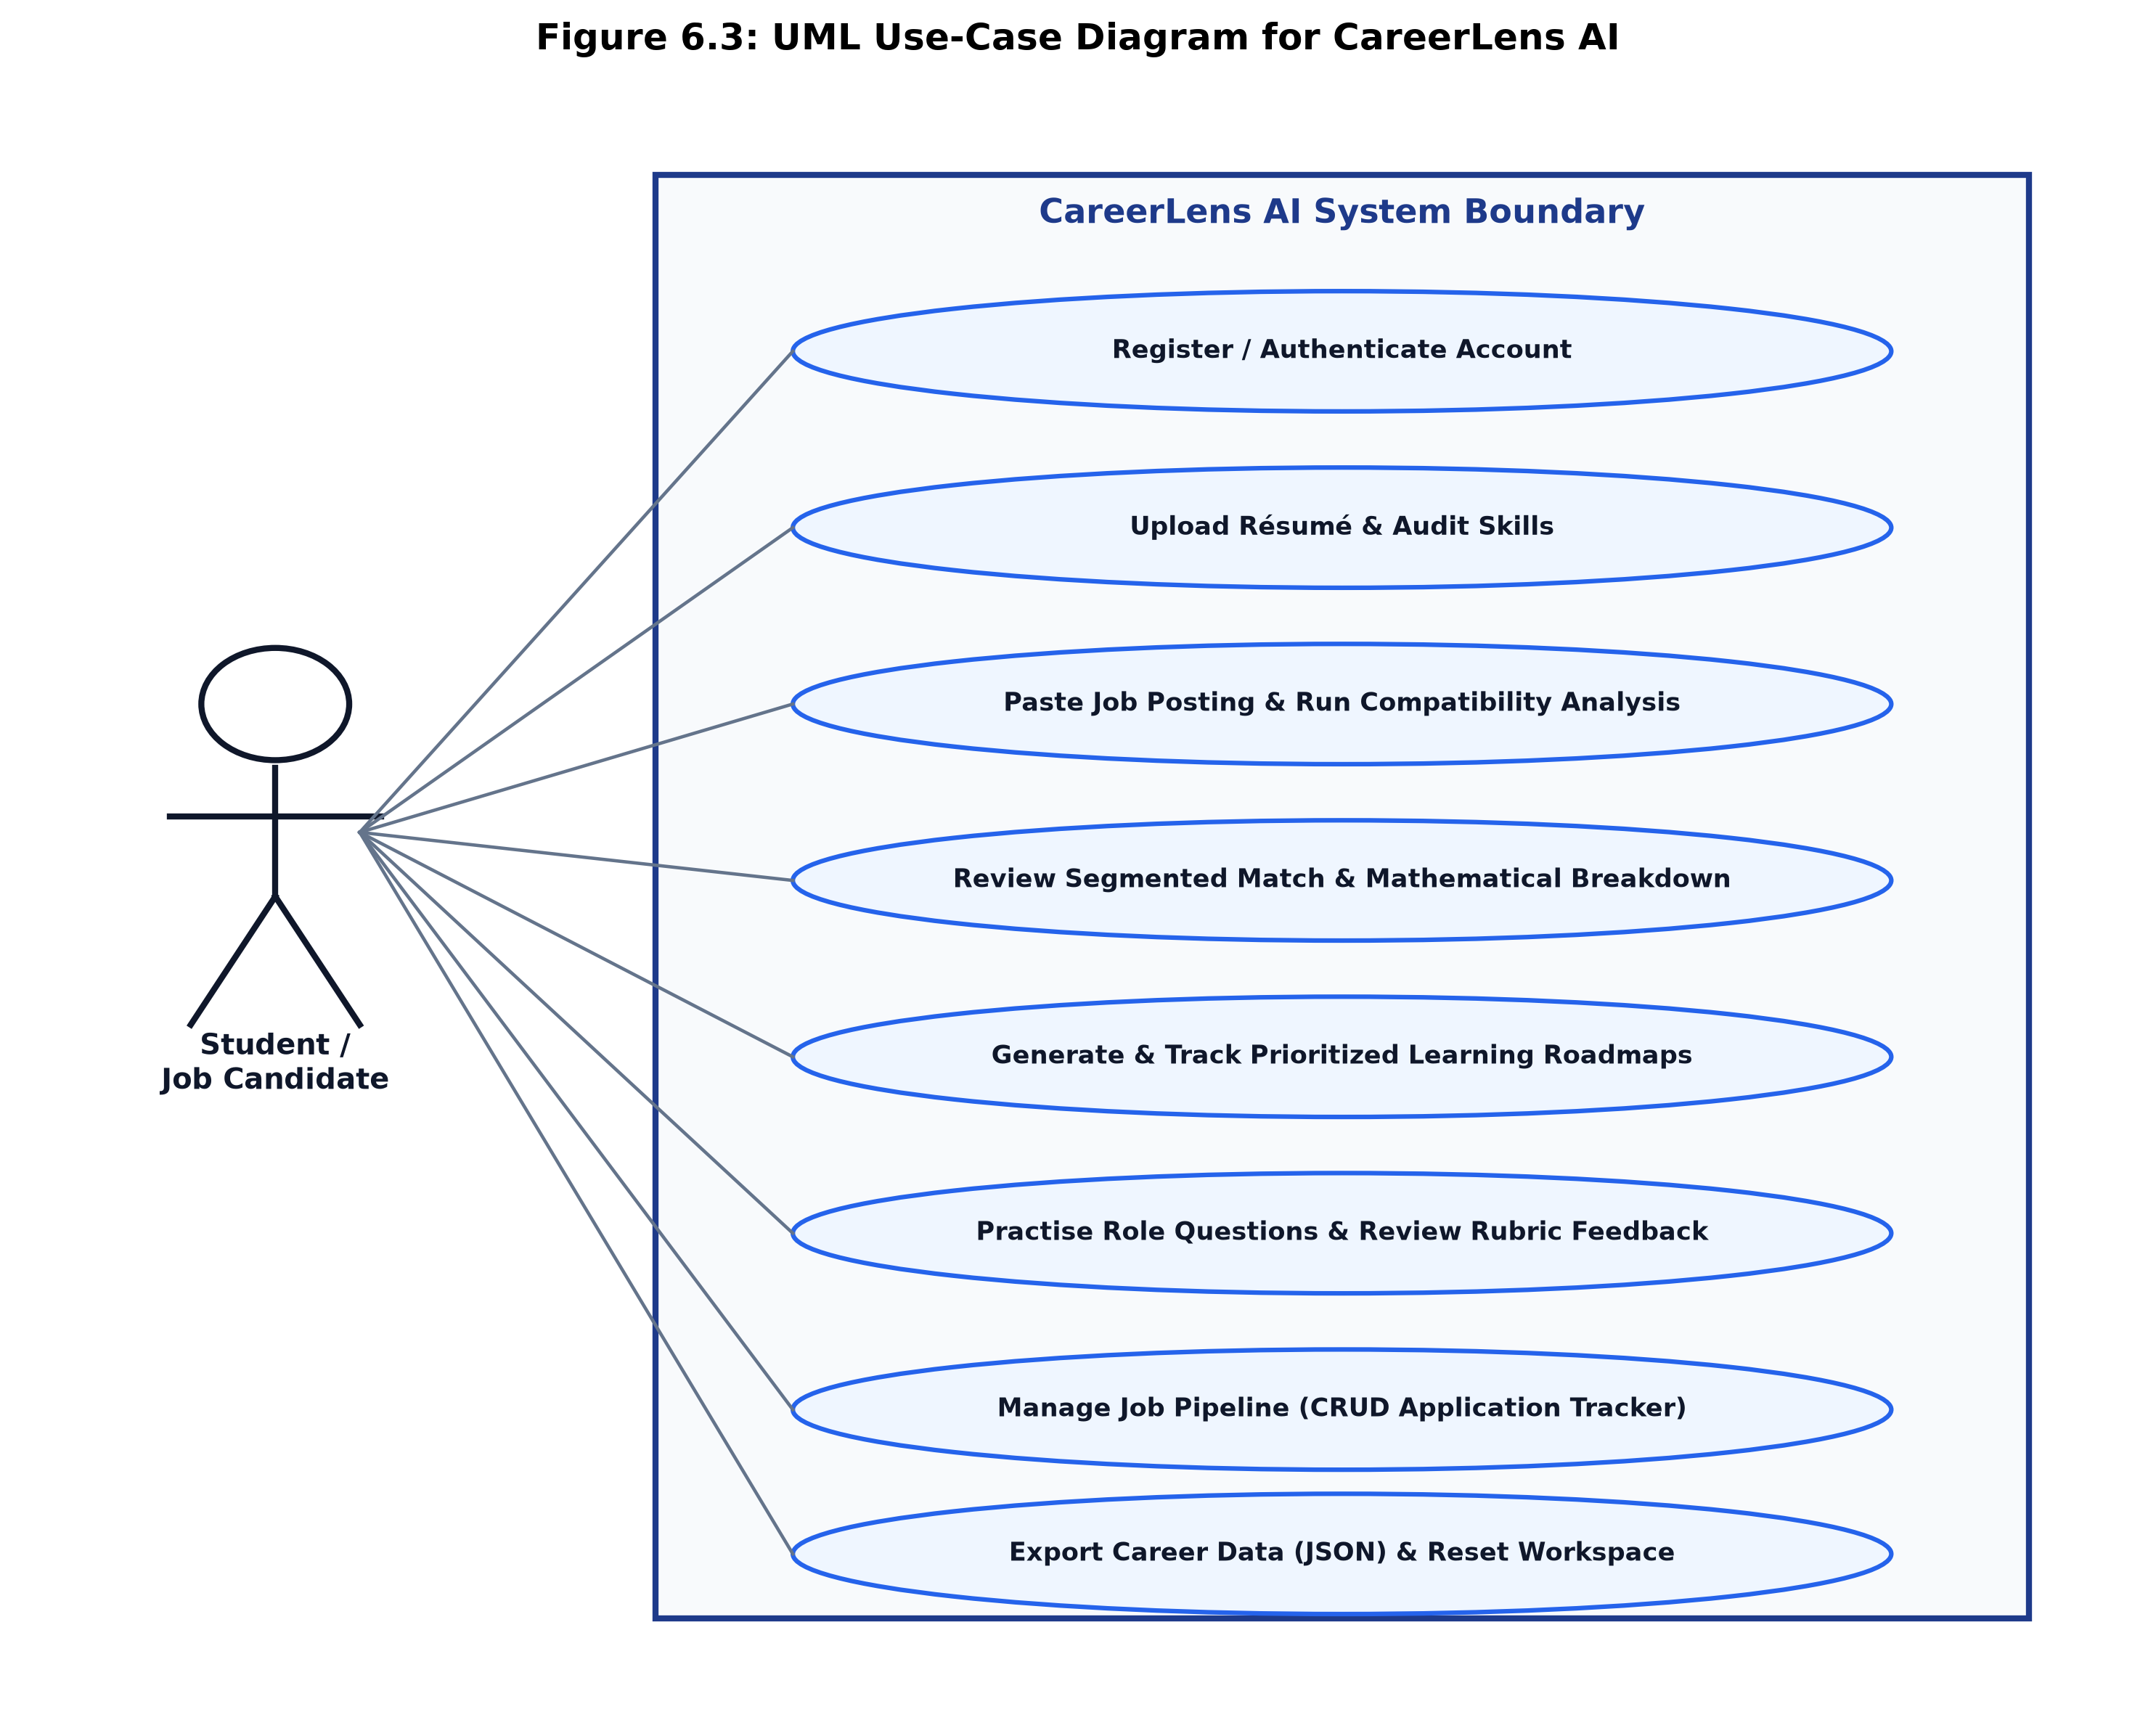 Figure 6.3: UML Use-Case Diagram for CareerLens AI
CareerLens AI System Boundary
Register / Authenticate Account
Upload Résumé & Audit Skills
Paste Job Posting & Run Compatibility Analysis
Review Segmented Match & Mathematical Breakdown
Student /
Job Candidate
Generate & Track Prioritized Learning Roadmaps
Practise Role Questions & Review Rubric Feedback
Manage Job Pipeline (CRUD Application Tracker)
Export Career Data (JSON) & Reset Workspace